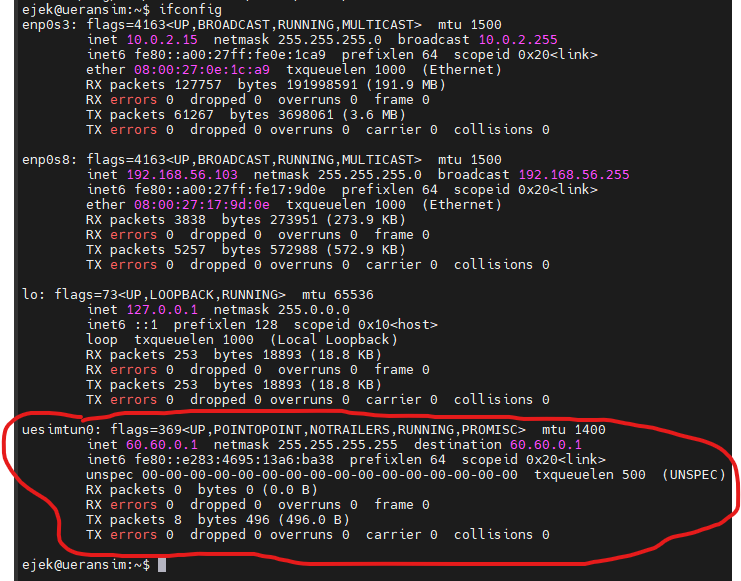 ejek@ueransim:~$ ifconfig
enp0s3: flags=4163<UP,BROADCAST,RUNNING,MULTICAST>  mtu 1500
        inet 10.0.2.15  netmask 255.255.255.0  broadcast 10.0.2.255
        inet6 fe80::a00:27ff:fe0e:1ca9  prefixlen 64  scopeid 0x20<link>
        ether 08:00:27:0e:1c:a9  txqueuelen 1000  (Ethernet)
        RX packets 127757  bytes 191998591 (191.9 MB)
        RX errors 0  dropped 0  overruns 0  frame 0
        TX packets 61267  bytes 3698061 (3.6 MB)
        TX errors 0  dropped 0 overruns 0  carrier 0  collisions 0

enp0s8: flags=4163<UP,BROADCAST,RUNNING,MULTICAST>  mtu 1500
        inet 192.168.56.103  netmask 255.255.255.0  broadcast 192.168.56.255
        inet6 fe80::a00:27ff:fe17:9d0e  prefixlen 64  scopeid 0x20<link>
        ether 08:00:27:17:9d:0e  txqueuelen 1000  (Ethernet)
        RX packets 3838  bytes 273951 (273.9 KB)
        RX errors 0  dropped 0  overruns 0  frame 0
        TX packets 5257  bytes 572988 (572.9 KB)
        TX errors 0  dropped 0 overruns 0  carrier 0  collisions 0

lo: flags=73<UP,LOOPBACK,RUNNING>  mtu 65536
        inet 127.0.0.1  netmask 255.0.0.0
        inet6 ::1  prefixlen 128  scopeid 0x10<host>
        loop  txqueuelen 1000  (Local Loopback)
        RX packets 253  bytes 18893 (18.8 KB)
        RX errors 0  dropped 0  overruns 0  frame 0
        TX packets 253  bytes 18893 (18.8 KB)
        TX errors 0  dropped 0 overruns 0  carrier 0  collisions 0

uesimtun0: flags=369<UP,POINTOPOINT,NOTRAILERS,RUNNING,PROMISC>  mtu 1400
        inet 60.60.0.1  netmask 255.255.255.255  destination 60.60.0.1
        inet6 fe80::e283:4695:13a6:ba38  prefixlen 64  scopeid 0x20<link>
        unspec 00-00-00-00-00-00-00-00-00-00-00-00-00-00-00-00  txqueuelen 500  (UNSPEC)
        RX packets 0  bytes 0 (0.0 B)
        RX errors 0  dropped 0  overruns 0  frame 0
        TX packets 8  bytes 496 (496.0 B)
        TX errors 0  dropped 0 overruns 0  carrier 0  collisions 0

ejek@ueransim:~$